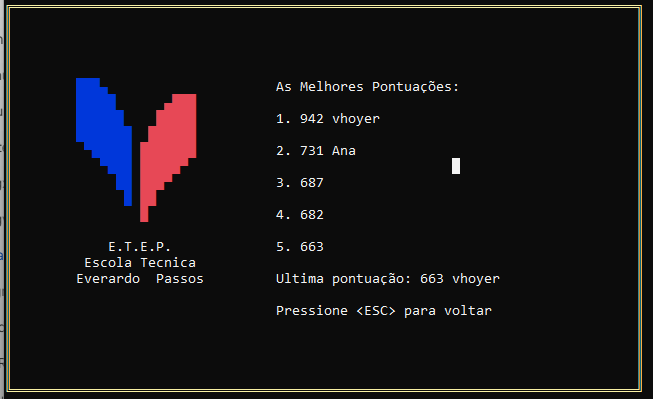 As Melhores Pontuações:
1. 942 vhoyer
2. 731 Ana
3. 687
4. 682
5. 663
E.T.E.P.
Escola Tecnica
Everardo  Passos
Ultima pontuação: 663 vhoyer
Pressione <ESC> para voltar